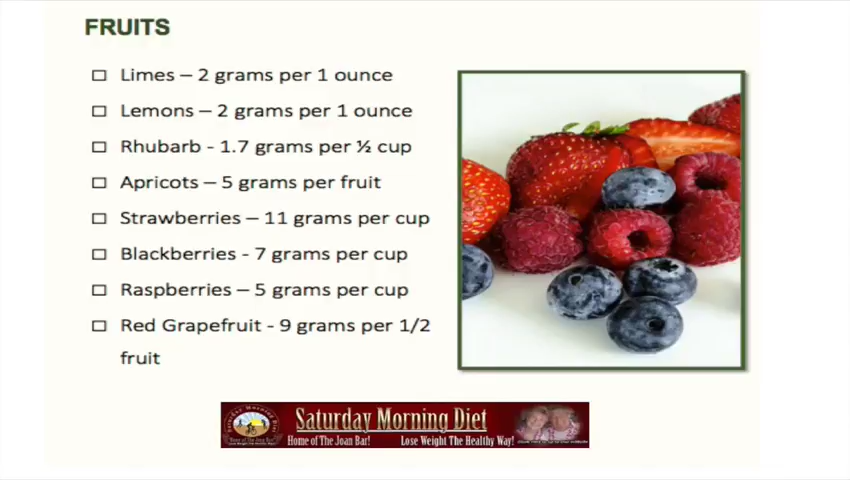 FRUITS
Limes – 2 grams per 1 ounce
Lemons – 2 grams per 1 ounce
Rhubarb - 1.7 grams per ½ cup
Apricots – 5 grams per fruit
Strawberries – 11 grams per cup
Blackberries - 7 grams per cup
Raspberries – 5 grams per cup
Red Grapefruit - 9 grams per 1/2
fruit
Saturday Morning Diet
Home of The Joan Bar! Lose Weight The Healthy Way!